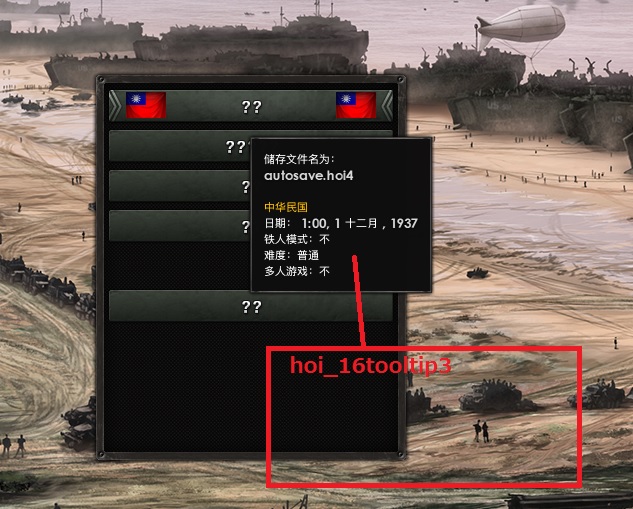 ??
???
储存文件名为：
autosave.hoi4
?
中华民国
日期： 1:00, 1 十二月 , 1937
?
铁人模式：不
难度：普通
多人游戏：不
??
hoi_16tooltip3